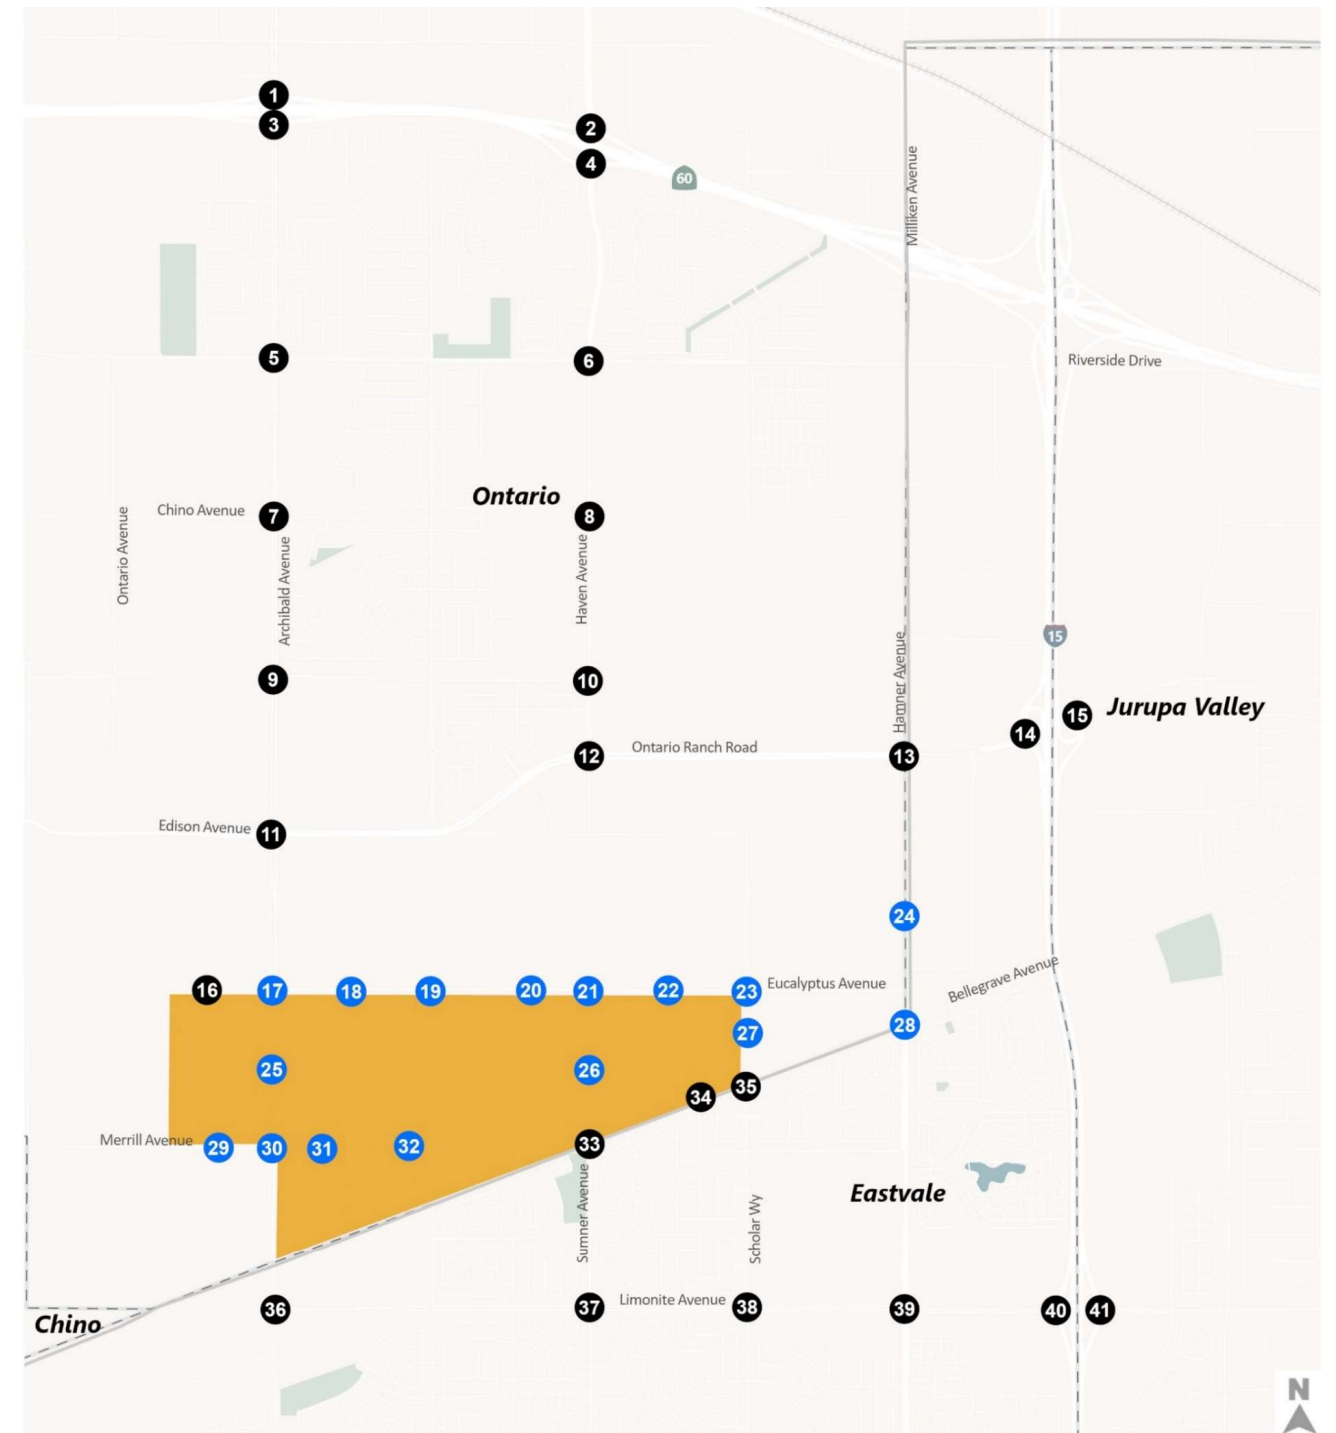 1
3
2
4
60
Milliken Avenue
5
6
Riverside Drive
Ontario
Chino Avenue
7
8
Ontario Avenue
Archibald Avenue
Haven Avenue
15
Hamner Avenue
9
10
Jurupa Valley
15
14
12
Ontario Ranch Road
13
Edison Avenue
11
24
Bellegrave Avenue
16
17
18
19
20
21
22
23
Eucalyptus Avenue
28
27
25
26
35
34
Merrill Avenue
29
30
31
32
33
Eastvale
Sumner Avenue
Scholar Wy
Chino
36
37
Limonite Avenue
38
39
40
41
N